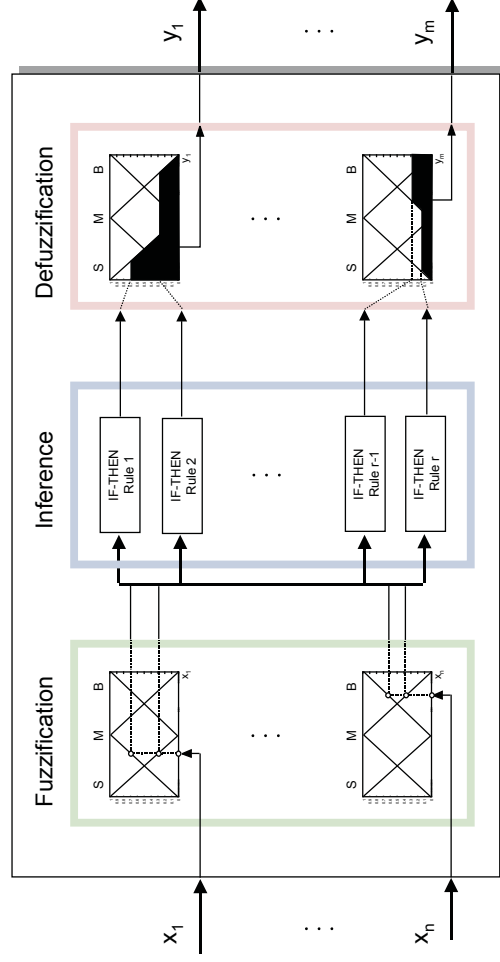 Fuzzification
Inference
Defuzzification
x1
. . .
xn
S M B
x1
. . .
S M B
xn
IF-THEN
Rule 1
IF-THEN
Rule 2
. . .
IF-THEN
Rule r-1
IF-THEN
Rule r
S M B
y1
. . .
S M B
ym
y1
. . .
ym